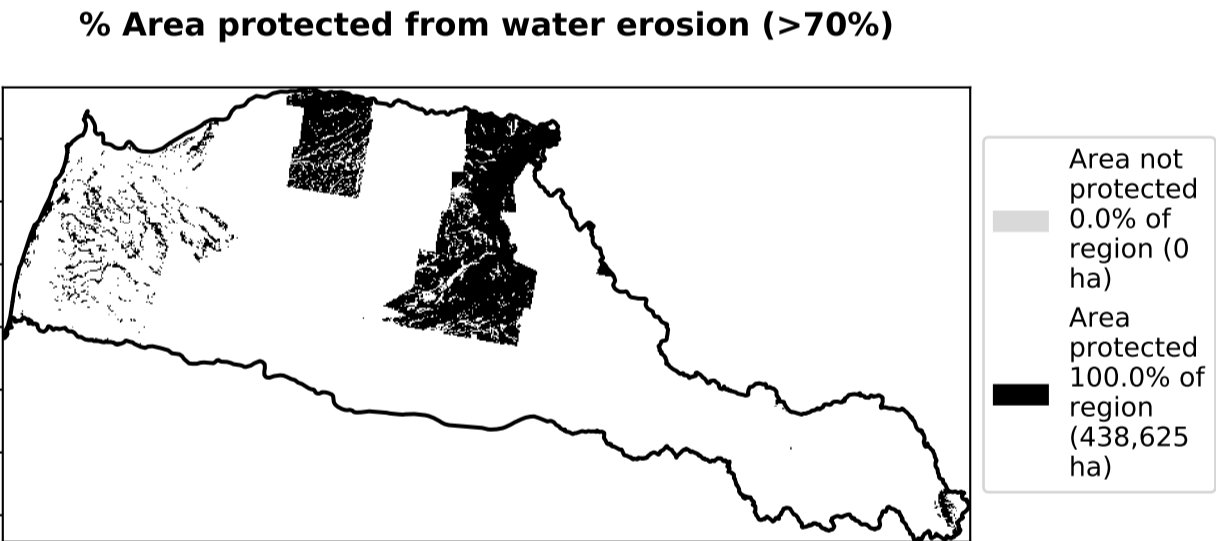 % Area protected from water erosion (>70%)
Area not
protected
0.0% of
region (0
ha)
Area
protected
100.0% of
region
(438,625
ha)